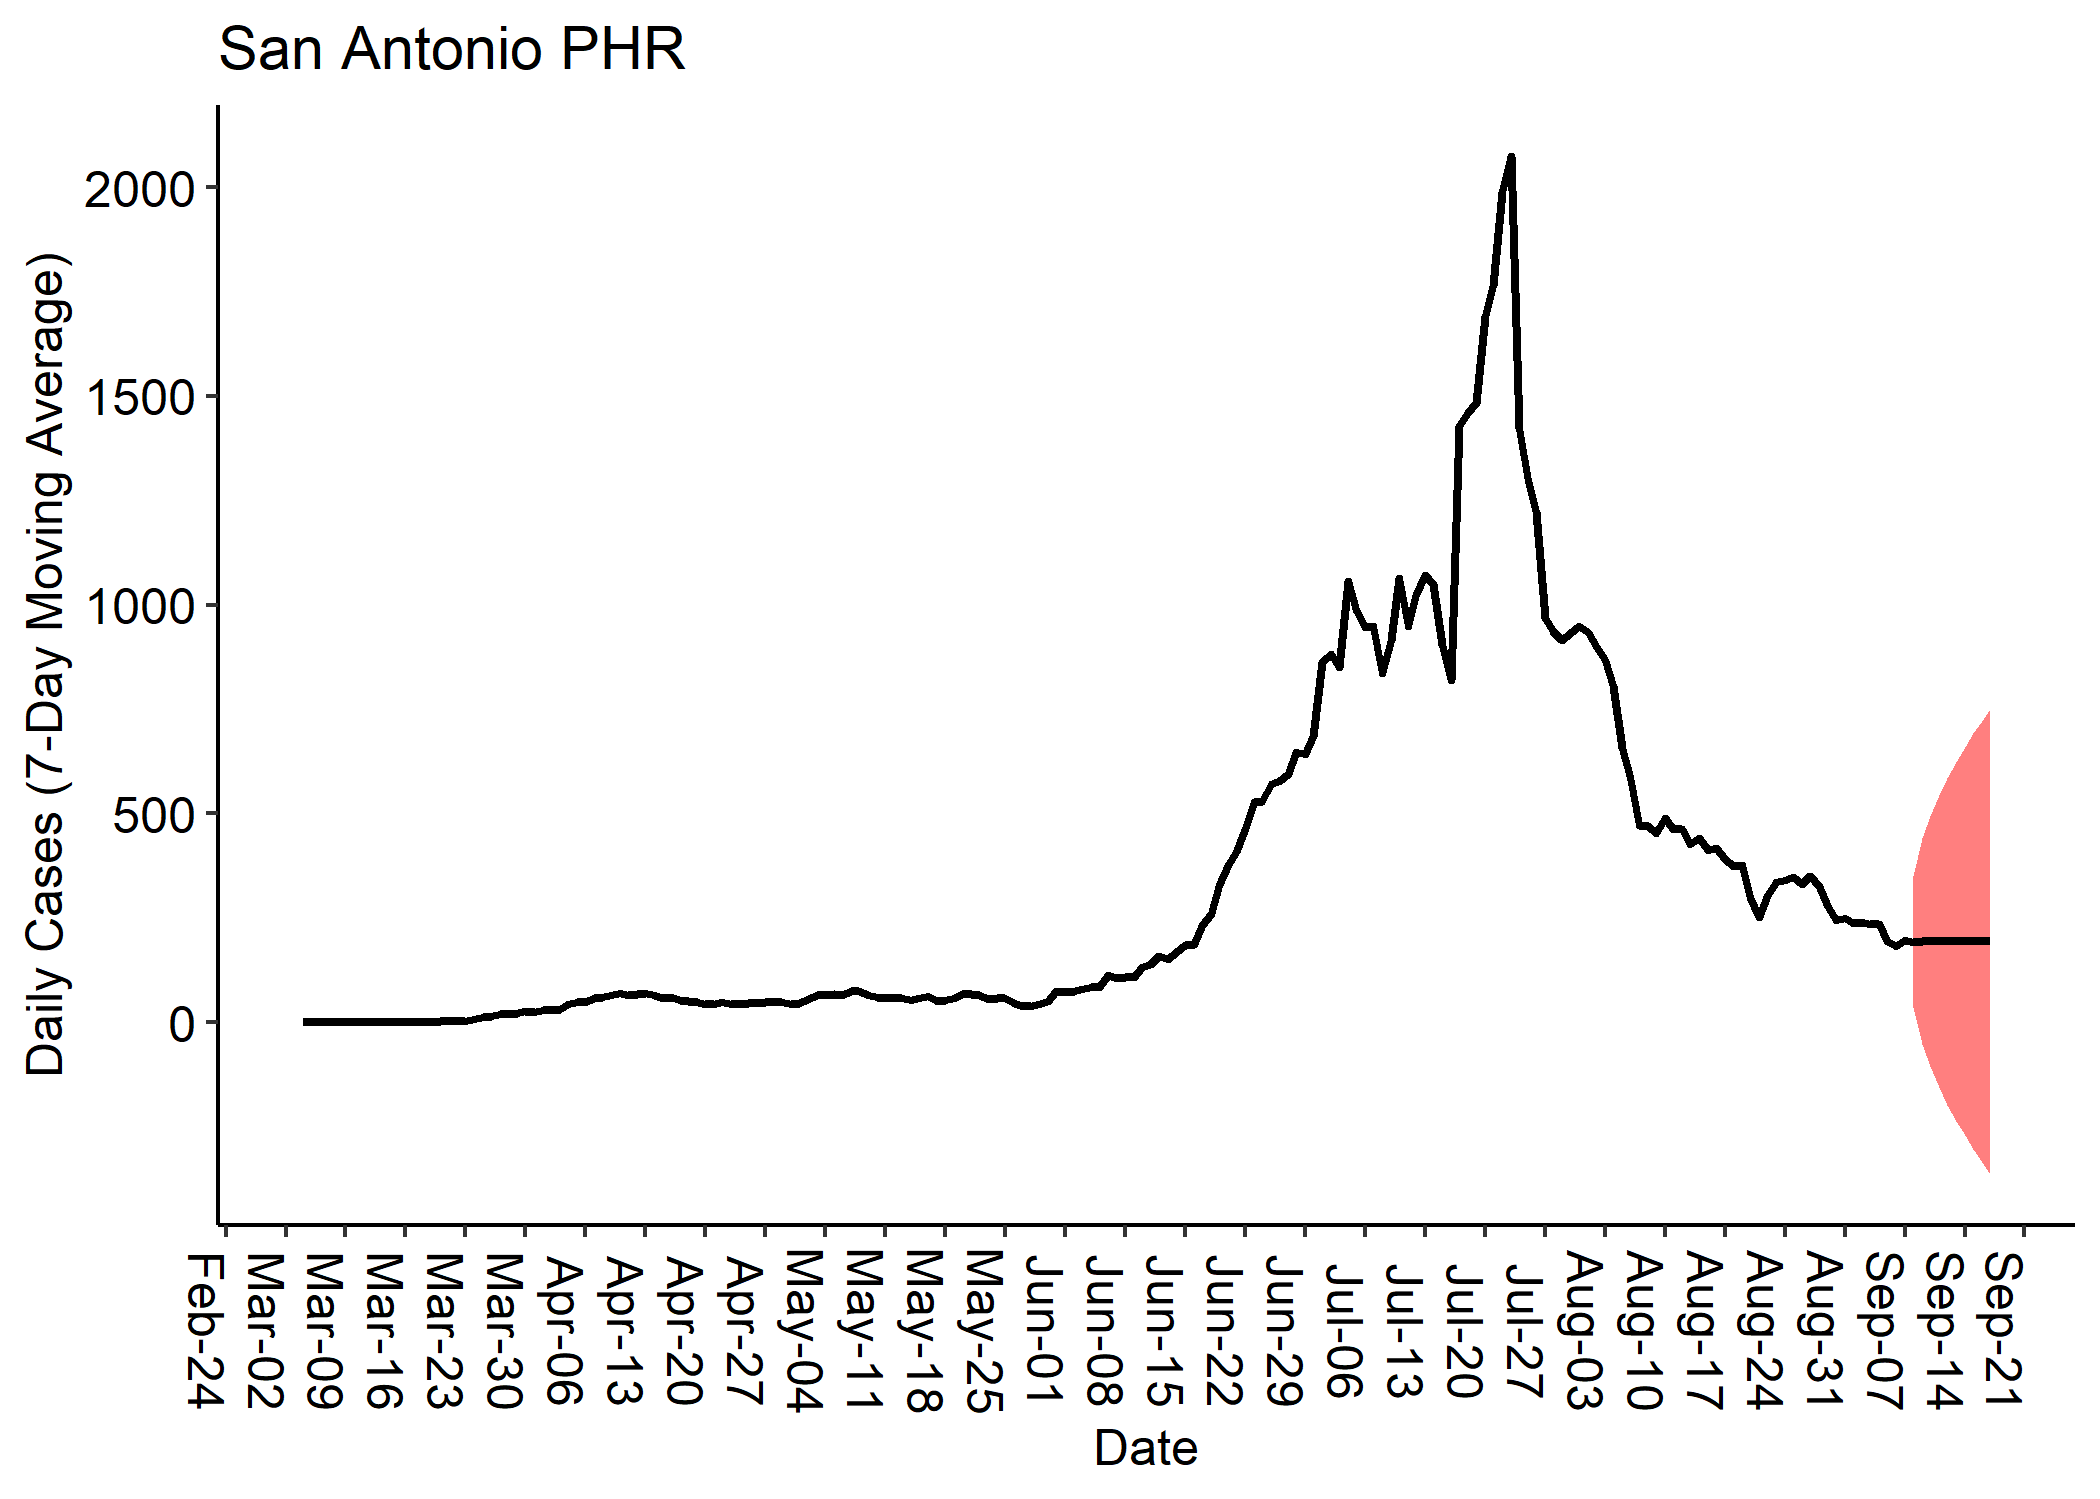 San Antonio PHR
Daily Cases (7-Day Moving Average)
2000
1500
1000
500
0
Feb-24
Mar-02
Mar-09
Mar-16
Mar-23
Mar-30
Apr-06
Apr-13
Apr-20
Apr-27
May-04
May-11
May-18
May-25
Jun-01
Jun-08
Jun-15
Jun-22
Jun-29
Jul-06
Jul-13
Jul-20
Jul-27
Aug-03
Aug-10
Aug-17
Aug-24
Aug-31
Sep-07
Sep-14
Sep-21
Date